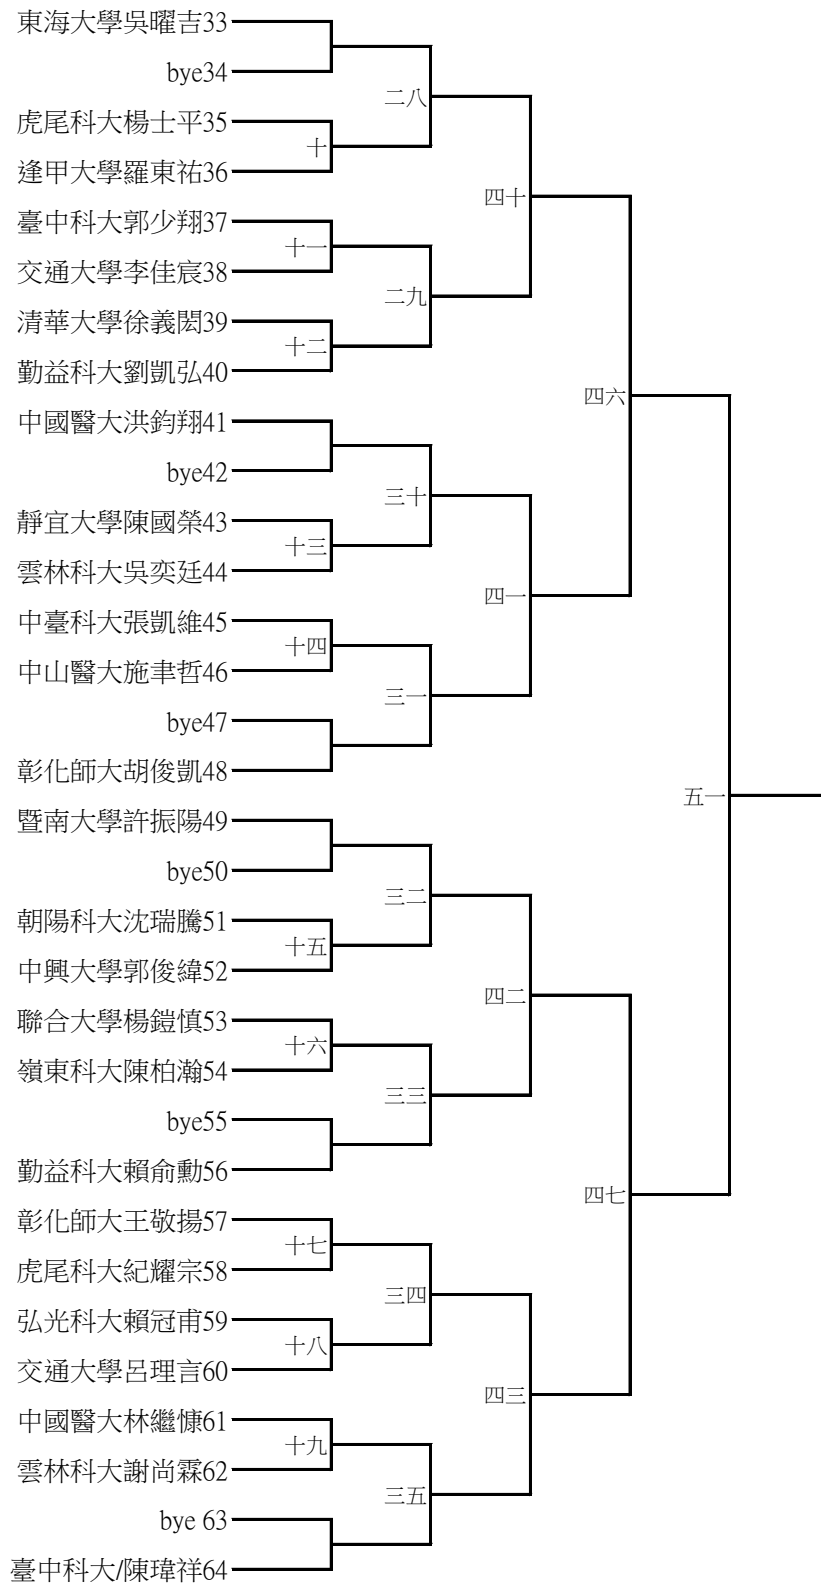 東海大學吳曜吉33
bye34
二八
虎尾科大楊士平35
十
逢甲大學羅東祐36
四十
臺中科大郭少翔37
十一
交通大學李佳宸38
二九
清華大學徐義閎39
十二
勤益科大劉凱弘40
四六
中國醫大洪鈞翔41
bye42
三十
靜宜大學陳國榮43
十三
雲林科大吳奕廷44
四一
中臺科大張凱維45
十四
中山醫大施聿哲46
三一
bye47
彰化師大胡俊凱48
五一
暨南大學許振陽49
bye50
三二
朝陽科大沈瑞騰51
十五
中興大學郭俊緯52
四二
聯合大學楊鎧慎53
十六
嶺東科大陳柏瀚54
三三
bye55
勤益科大賴俞勳56
四七
彰化師大王敬揚57
十七
虎尾科大紀耀宗58
三四
弘光科大賴冠甫59
十八
交通大學呂理言60
四三
中國醫大林繼慷61
十九
雲林科大謝尚霖62
三五
bye 63
臺中科大/陳瑋祥64